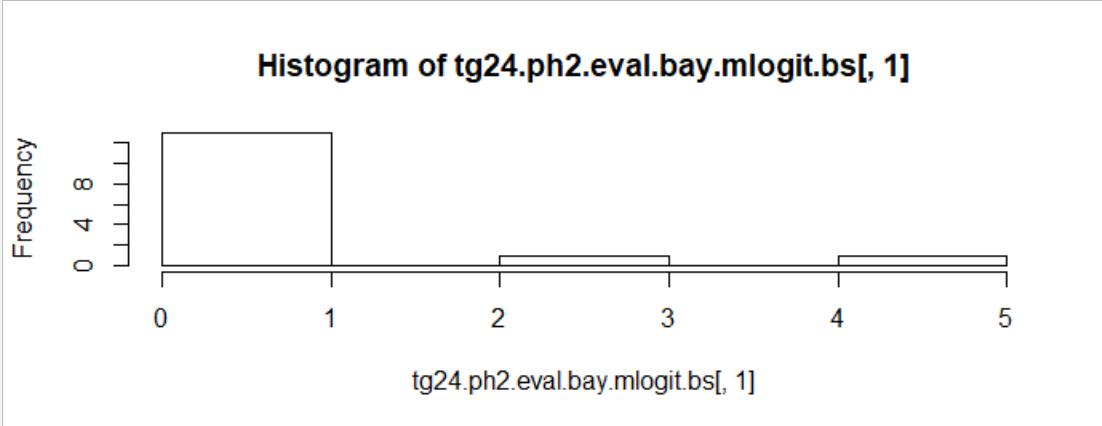 Histogram of tg24.ph2.eval.bay.mlogit.bs[, 1]
Frequency
8
4
0
0 1 2 3 4 5
tg24.ph2.eval.bay.mlogit.bs[, 1]